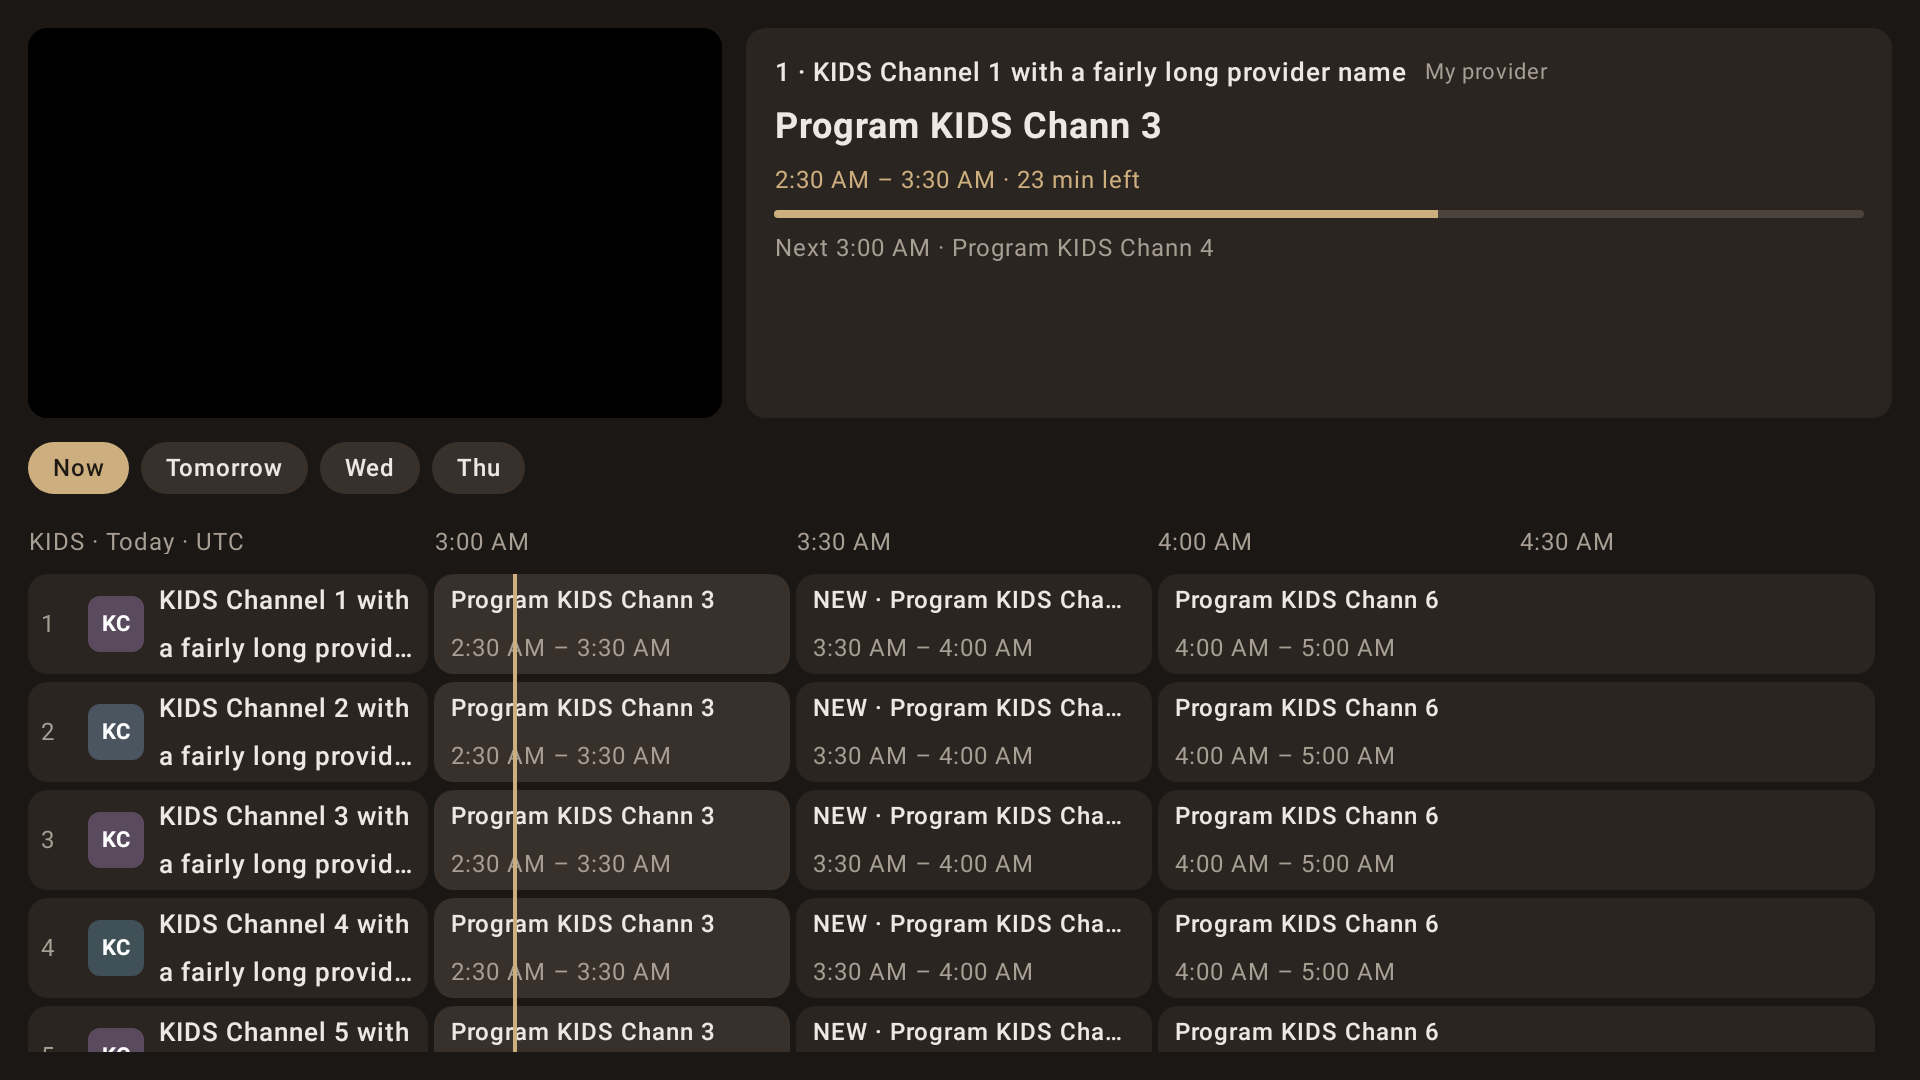 1 · KIDS Channel 1 with a fairly long provider name My provider
Program KIDS Chann 3
2:30 AM – 3:30 AM · 23 min left
Next 3:00 AM · Program KIDS Chann 4
Now Tomorrow Wed Thu
KIDS · Today · UTC 3:00 AM 3:30 AM 4:00 AM 4:30 AM
1 KC KIDS Channel 1 with
a fairly long provid…
Program KIDS Chann 3
2:30 AM – 3:30 AM
NEW · Program KIDS Cha…
3:30 AM – 4:00 AM
Program KIDS Chann 6
4:00 AM – 5:00 AM
2 KC KIDS Channel 2 with
a fairly long provid…
Program KIDS Chann 3
2:30 AM – 3:30 AM
NEW · Program KIDS Cha…
3:30 AM – 4:00 AM
Program KIDS Chann 6
4:00 AM – 5:00 AM
3 KC KIDS Channel 3 with
a fairly long provid…
Program KIDS Chann 3
2:30 AM – 3:30 AM
NEW · Program KIDS Cha…
3:30 AM – 4:00 AM
Program KIDS Chann 6
4:00 AM – 5:00 AM
4 KC KIDS Channel 4 with
a fairly long provid…
Program KIDS Chann 3
2:30 AM – 3:30 AM
NEW · Program KIDS Cha…
3:30 AM – 4:00 AM
Program KIDS Chann 6
4:00 AM – 5:00 AM
KIDS Channel 5 with
Program KIDS Chann 3
NEW · Program KIDS Cha…
Program KIDS Chann 6